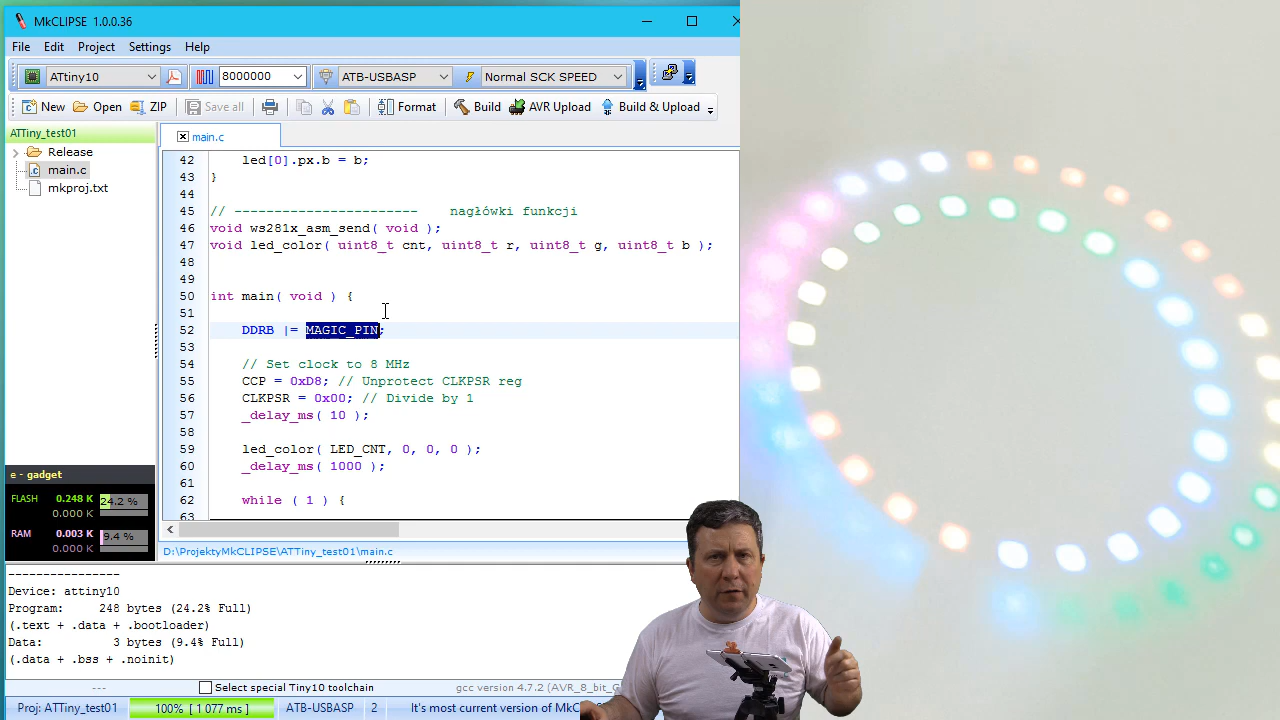 MkCLIPSE 1.0.0.36
File Edit Project Settings Help
ATtiny10 8000000 ATB-USBASP Normal SCK SPEED
New Open ZIP Save all Format Build AVR Upload Build & Upload
ATTiny_test01
Release
main.c
mkproj.txt
main.c
42 led[0].px.b = b;
43 }
44
45 // ----------------------- nagłówki funkcji
46 void ws281x_asm_send( void );
47 void led_color( uint8_t cnt, uint8_t r, uint8_t g, uint8_t b );
48
49
50 int main( void ) {
51
52 DDRB |= MAGIC_PIN;
53
54 // Set clock to 8 MHz
55 CCP = 0xD8; // Unprotect CLKPSR reg
56 CLKPSR = 0x00; // Divide by 1
57 _delay_ms( 10 );
59 led_color( LED_CNT, 0, 0, 0 );
60 _delay_ms( 1000 );
61
62 while ( 1 ) {
63
e - gadget
FLASH 0.248 K 24.2 %
0.000 K
RAM 0.003 K 9.4 %
0.000 K
D:\ProjektyMkCLIPSE\ATTiny_test01\main.c
----------------
Device: attiny10
Program: 248 bytes (24.2% Full)
(.text + .data + .bootloader)
Data: 3 bytes (9.4% Full)
(.data + .bss + .noinit)
--- Select special Tiny10 toolchain gcc version 4.7.2 (AVR_8_bit_G
Proj: ATTiny_test01 100% [ 1 077 ms ] ATB-USBASP 2 It's most current version of